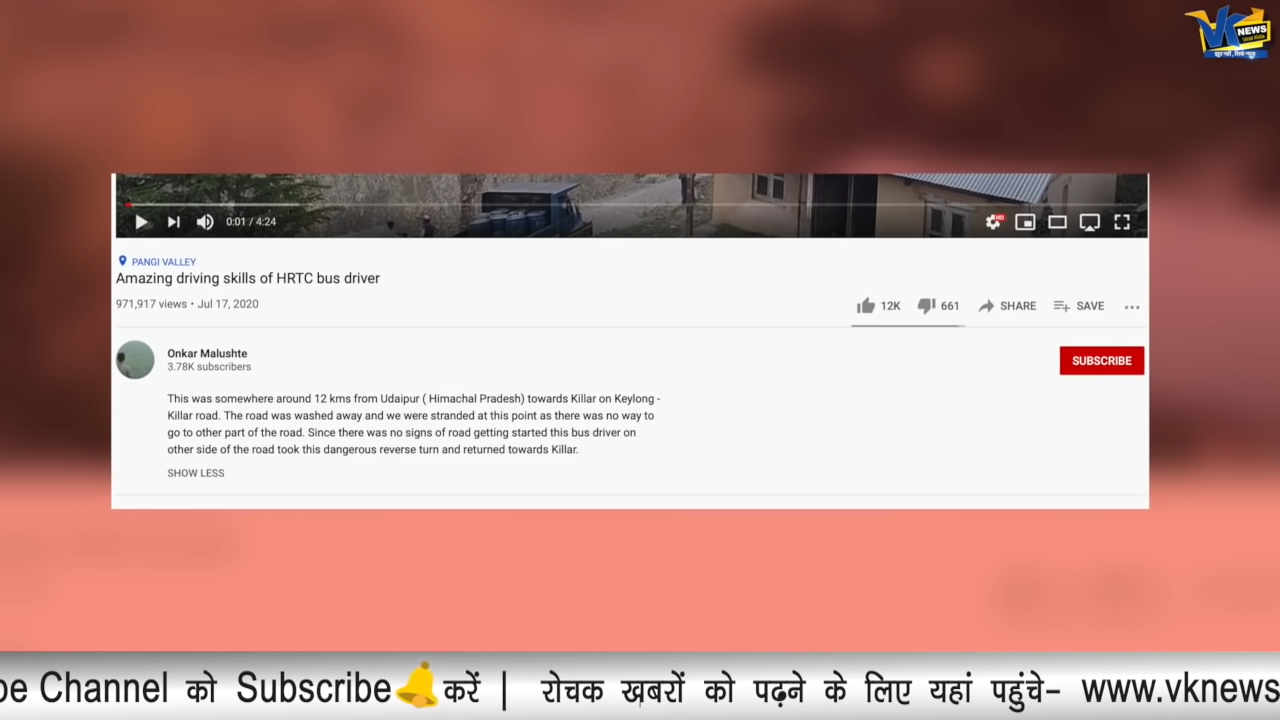 VK
NEWS
Viral Kida
0:01 / 4:24
HD
PANGI VALLEY
Amazing driving skills of HRTC bus driver
971,917 views • Jul 17, 2020
12K 661 SHARE SAVE
Onkar Malushte
3.78K subscribers
SUBSCRIBE
This was somewhere around 12 kms from Udaipur ( Himachal Pradesh) towards Killar on Keylong -
Killar road. The road was washed away and we were stranded at this point as there was no way to
go to other part of the road. Since there was no signs of road getting started this bus driver on
other side of the road took this dangerous reverse turn and returned towards Killar.
SHOW LESS
be Channel को Subscribe करें | रोचक ख़बरों को पढ़ने के लिए यहां पहुंचे- www.vknews